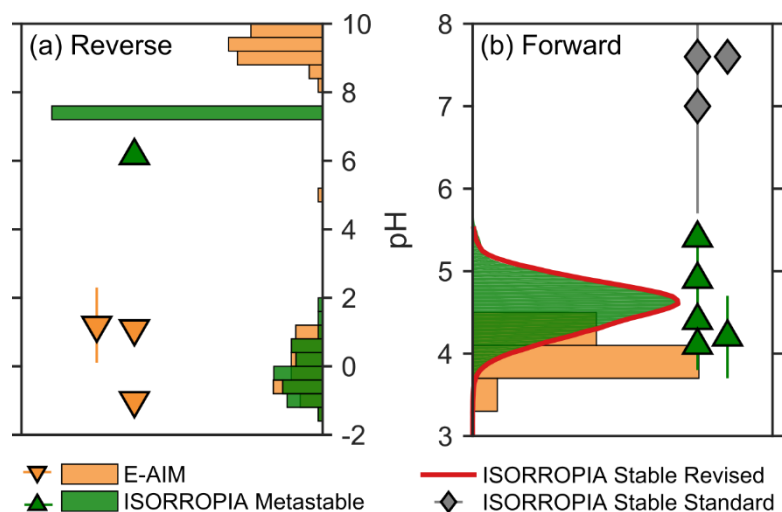 (a) Reverse
10
8
6
4
2
0
-2
pH
(b) Forward
8
7
6
5
4
3
E-AIM
ISORROPIA Metastable
ISORROPIA Stable Revised
ISORROPIA Stable Standard